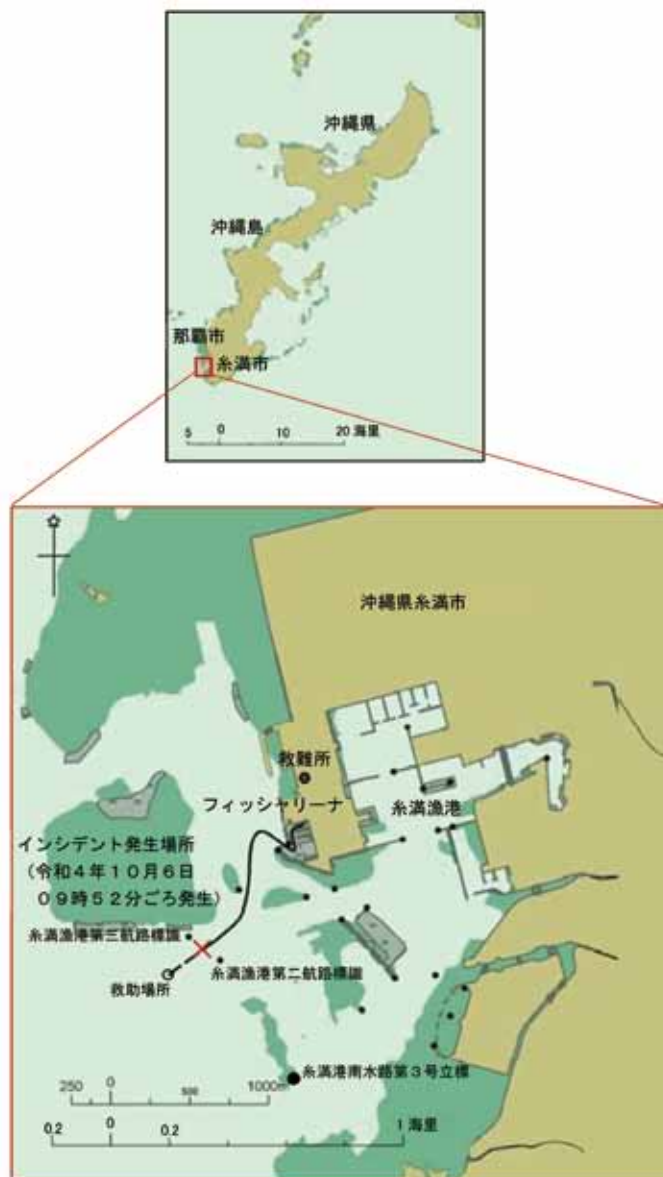 沖縄県
沖縄島
那覇市
糸満市
5 0 10 20 海里
沖縄県糸満市
救難所
フィッシャリーナ
糸満漁港
インシデント発生場所
（令和４年１０月６日
０９時５２分ごろ発生）
糸満漁港第三航路標識
糸満漁港第二航路標識
救助場所
糸満港南水路第３号立標
250 0 500 1000m
0.2 0 0.2 1 海里